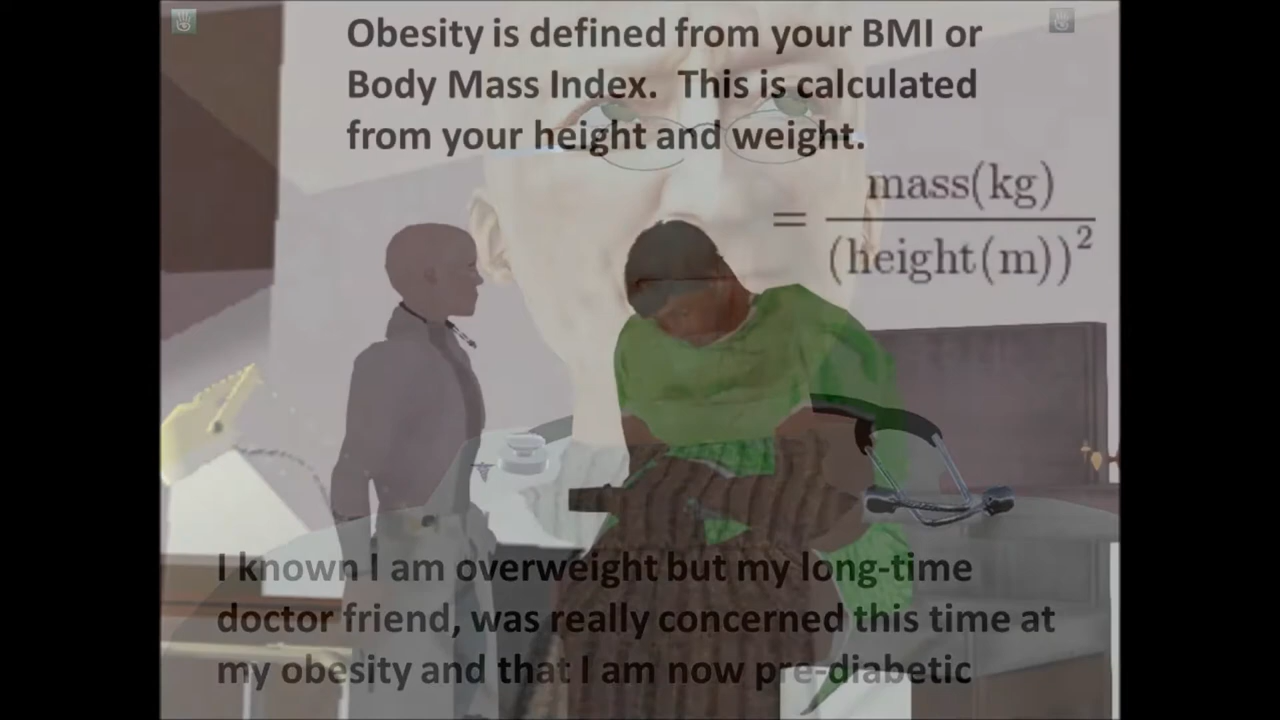 Obesity is defined from your BMI or
Body Mass Index. This is calculated
from your height and weight.
= mass(kg)
(height(m))²
I known I am overweight but my long-time
doctor friend, was really concerned this time at
my obesity and that I am now pre-diabetic